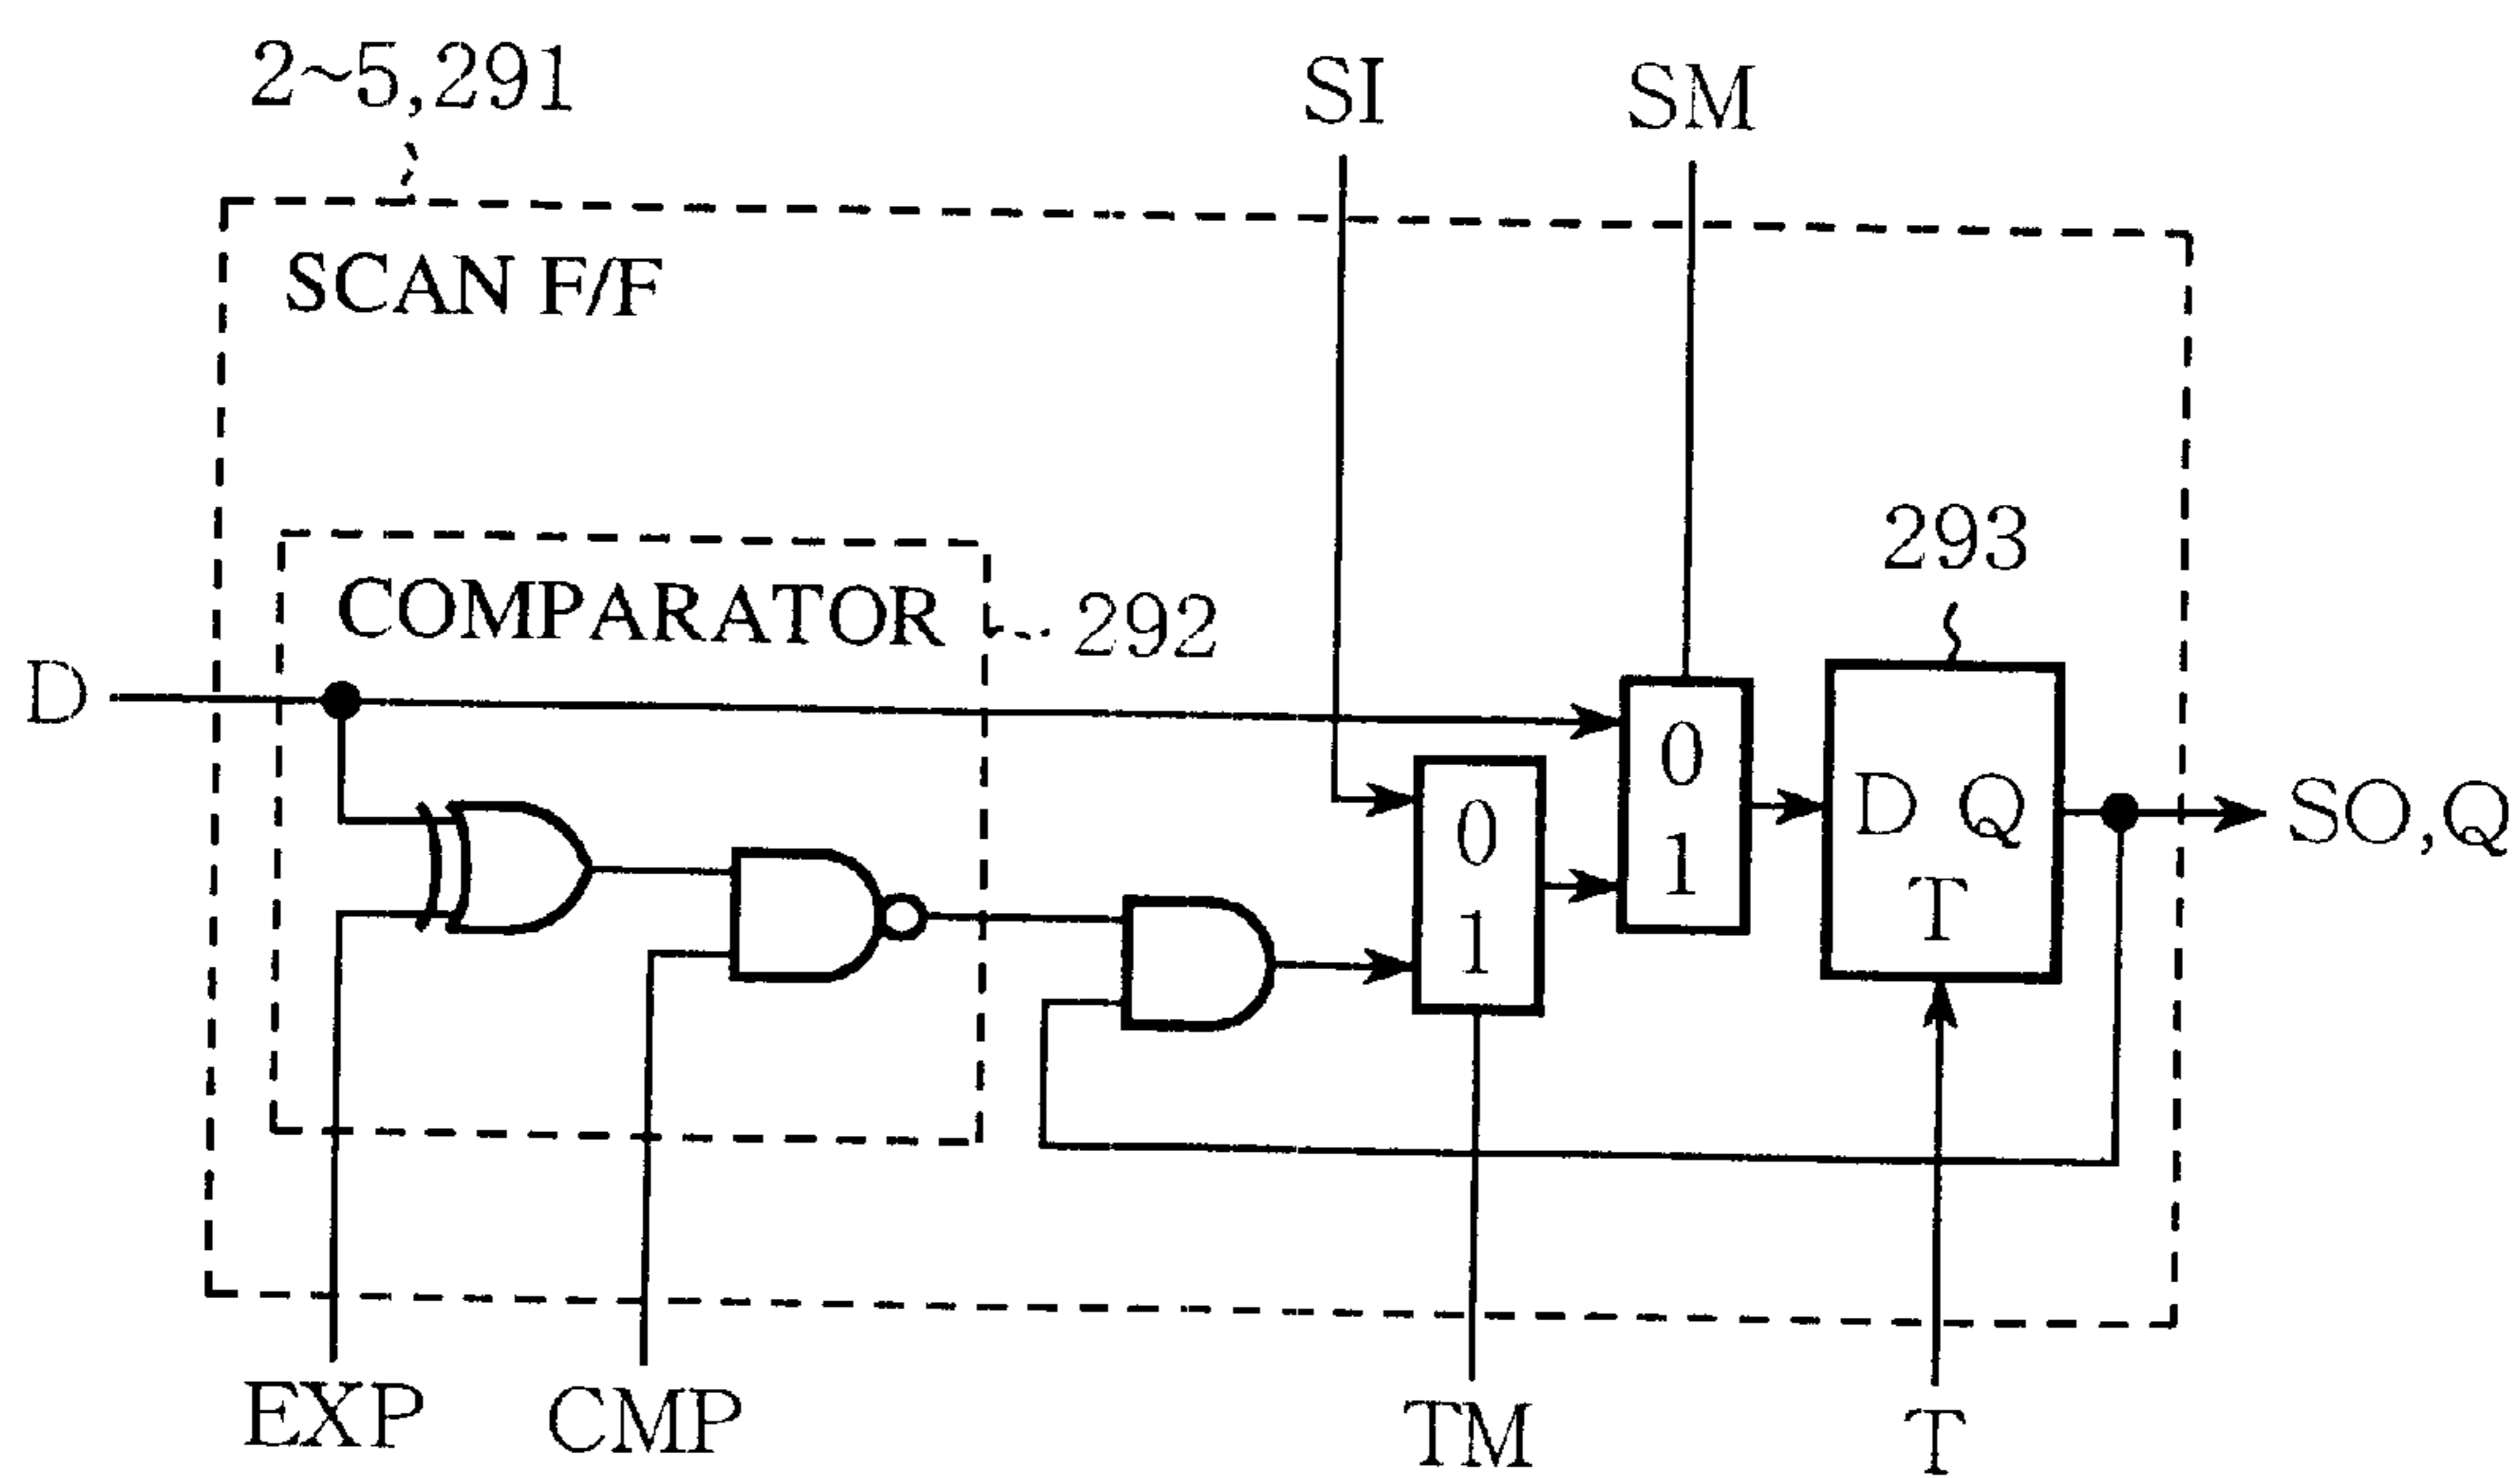 2~5,291
SI
SM
SCAN F/F
293
COMPARATOR
292
D
0
1
0
1
D Q
T
SO,Q
EXP
CMP
TM
T